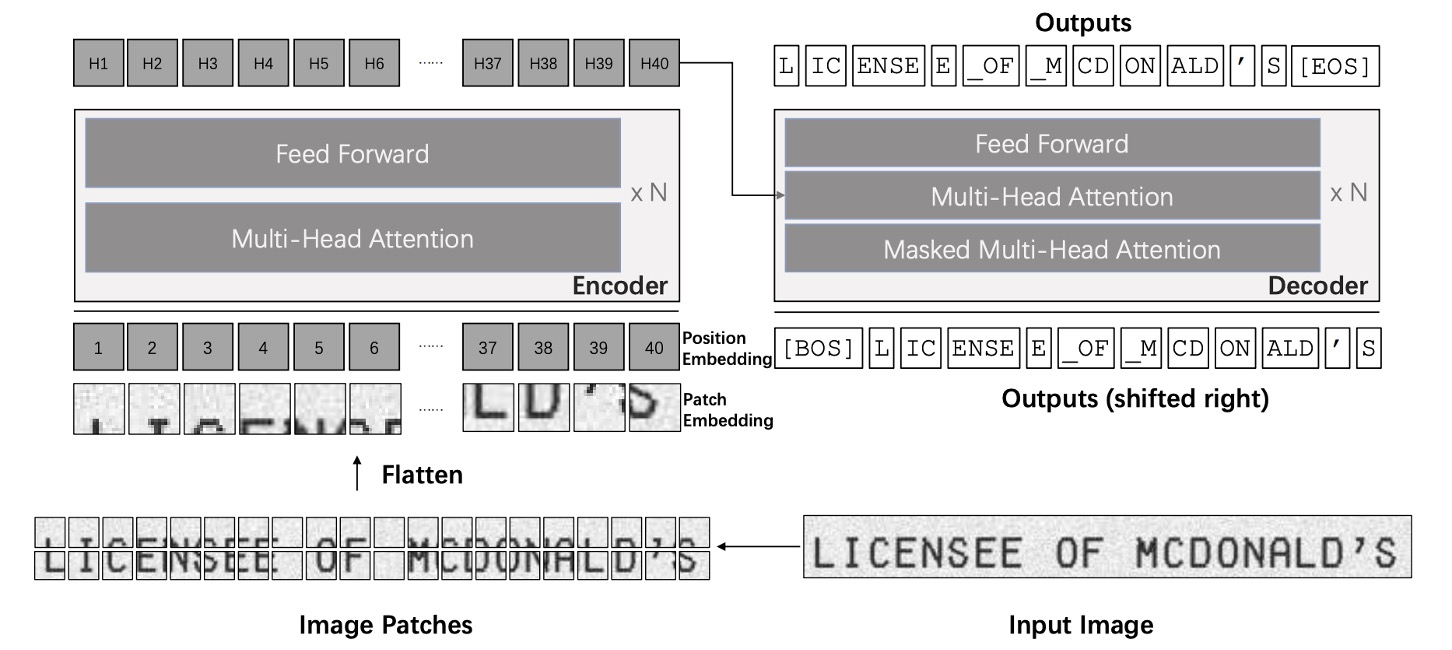 Outputs
H1 H2 H3 H4 H5 H6 ...... H37 H38 H39 H40
L IC ENSE E _OF _M CD ON ALD ' S [EOS]
Feed Forward
Multi-Head Attention
x N
Encoder
Feed Forward
Multi-Head Attention
Masked Multi-Head Attention
x N
Decoder
1 2 3 4 5 6 ...... 37 38 39 40
Position
Embedding
[BOS] L IC ENSE E _OF _M CD ON ALD ' S
Outputs (shifted right)
L I C E N S E ...... L D ' S
Patch
Embedding
Flatten
LICENSEE OF MCDONALD'S
Image Patches
LICENSEE OF MCDONALD'S
Input Image